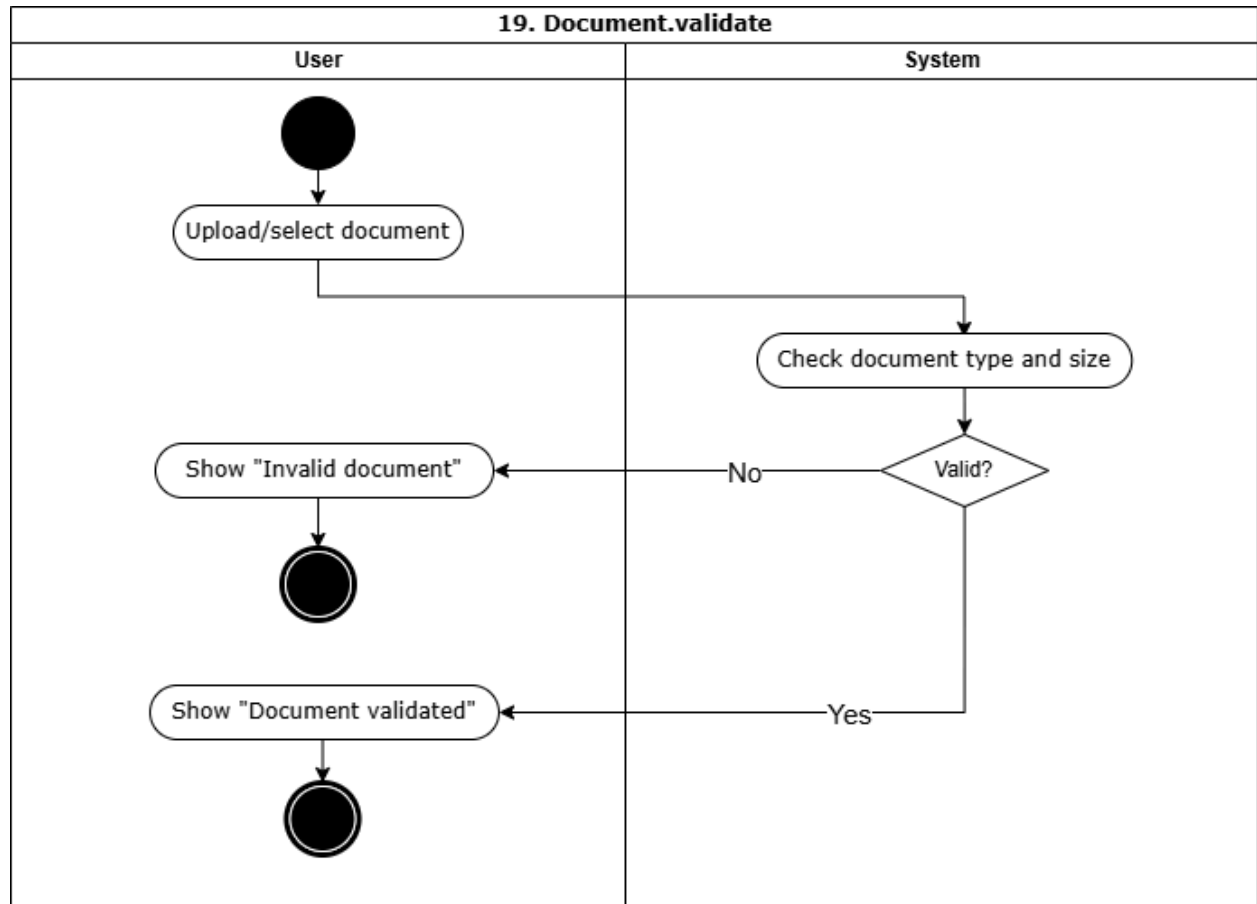 19. Document.validate
User
System
Upload/select document
Check document type and size
Valid?
No
Show "Invalid document"
Yes
Show "Document validated"